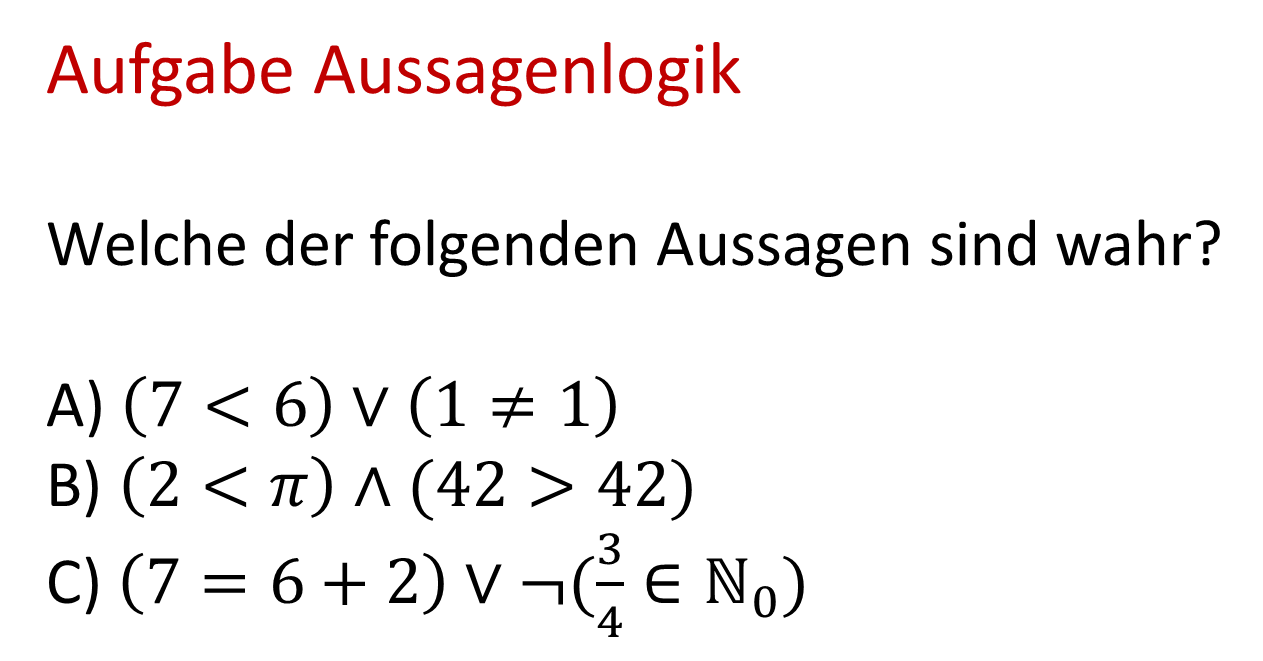 Aufgabe Aussagenlogik
Welche der folgenden Aussagen sind wahr?
A) (7 < 6) ∨ (1 ≠ 1)
B) (2 < π) ∧ (42 > 42)
C) (7 = 6 + 2) ∨ ¬(3/4 ∈ ℕ₀)